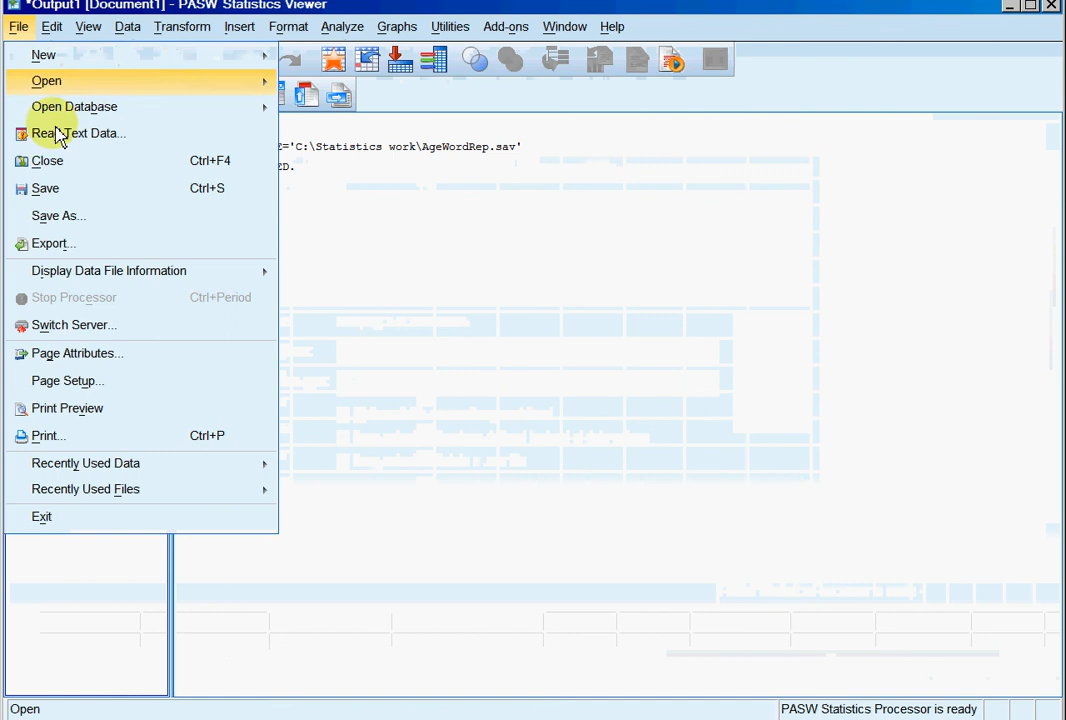 *Output1 [Document1] - PASW Statistics Viewer
File Edit View Data Transform Insert Format Analyze Graphs Utilities Add-ons Window Help
New
Open
Open Database
Read Text Data...
Close Ctrl+F4
Save Ctrl+S
Save As...
Export...
Display Data File Information
Stop Processor Ctrl+Period
Switch Server...
Page Attributes...
Page Setup...
Print Preview
Print... Ctrl+P
Recently Used Data
Recently Used Files
Exit
='C:\Statistics work\AgeWordRep.sav'
ED.
Open
PASW Statistics Processor is ready